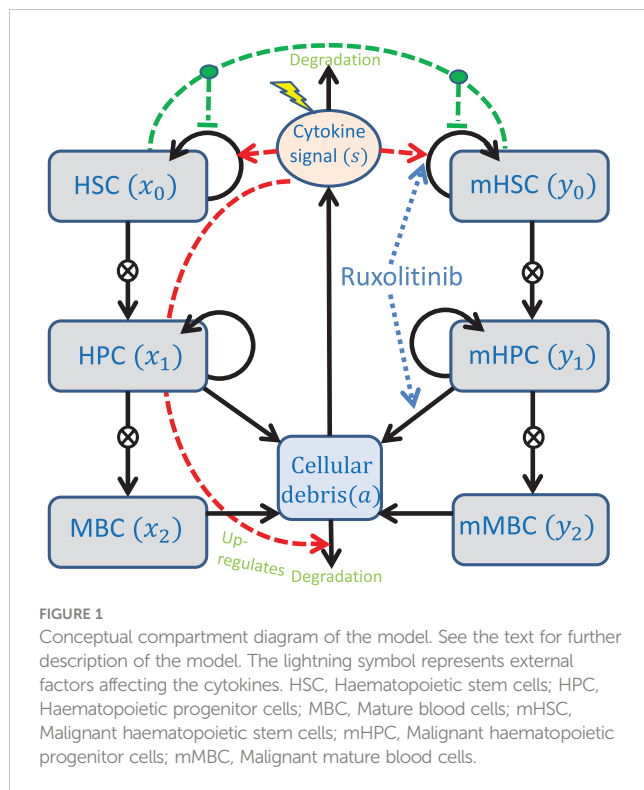 Degradation
Cytokine
signal (s)
HSC (x₀)
mHSC (y₀)
Ruxolitinib
HPC (x₁)
mHPC (y₁)
Cellular
debris(a)
MBC (x₂)
mMBC (y₂)
Up-
regulates
Degradation
FIGURE 1
Conceptual compartment diagram of the model. See the text for further
description of the model. The lightning symbol represents external
factors affecting the cytokines. HSC, Haematopoietic stem cells; HPC,
Haematopoietic progenitor cells; MBC, Mature blood cells; mHSC,
Malignant haematopoietic stem cells; mHPC, Malignant haematopoietic
progenitor cells; mMBC, Malignant mature blood cells.